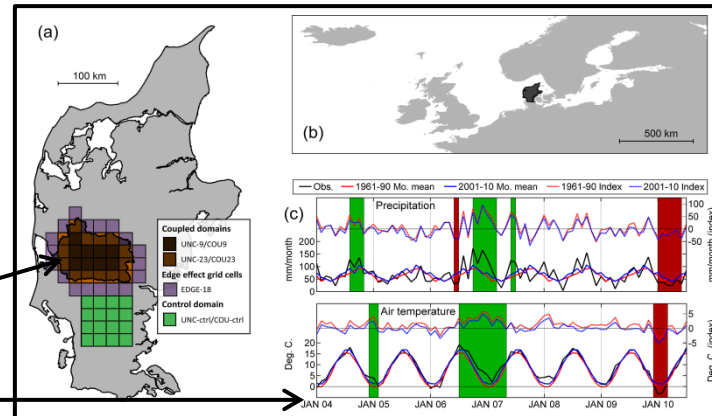 (a)
100 km
Coupled domains
UNC-9/COU9
UNC-23/COU23
Edge effect grid cells
EDGE-18
Control domain
UNC-ctrl/COU-ctrl
(b)
500 km
Obs. 1961-90 Mo. mean 2001-10 Mo. mean 1961-90 Index 2001-10 Index
(c)
Precipitation
100
50
0
-50
mm/month (index)
200
150
100
50
0
mm/month
Air temperature
5
0
-5
Deg. C (index)
20
15
10
5
0
Deg. C.
JAN 04 JAN 05 JAN 06 JAN 07 JAN 08 JAN 09 JAN 10